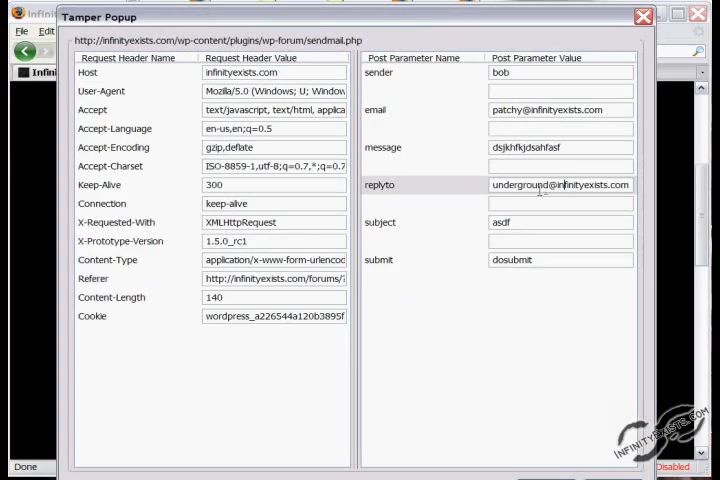 Infini
Tamper Popup
File Edit
http://infinityexists.com/wp-content/plugins/wp-forum/sendmail.php
Infini
Request Header Name Request Header Value Post Parameter Name Post Parameter Value
Host infinityexists.com sender bob
User-Agent Mozilla/5.0 (Windows; U; Window
Accept text/javascript, text/html, applica email patchy@infinityexists.com
Accept-Language en-us,en;q=0.5
Accept-Encoding gzip,deflate message dsjkhfkjdsahfasf
Accept-Charset ISO-8859-1,utf-8;q=0.7,*;q=0.7
Keep-Alive 300 replyto underground@infinityexists.com
Connection keep-alive
X-Requested-With XMLHttpRequest subject asdf
X-Prototype-Version 1.5.0_rc1
Content-Type application/x-www-form-urlencod submit dosubmit
Referer http://infinityexists.com/forums/?
Content-Length 140
Cookie wordpress_a226544a120b3895f
INFINITYEXISTS.COM
Done Disabled